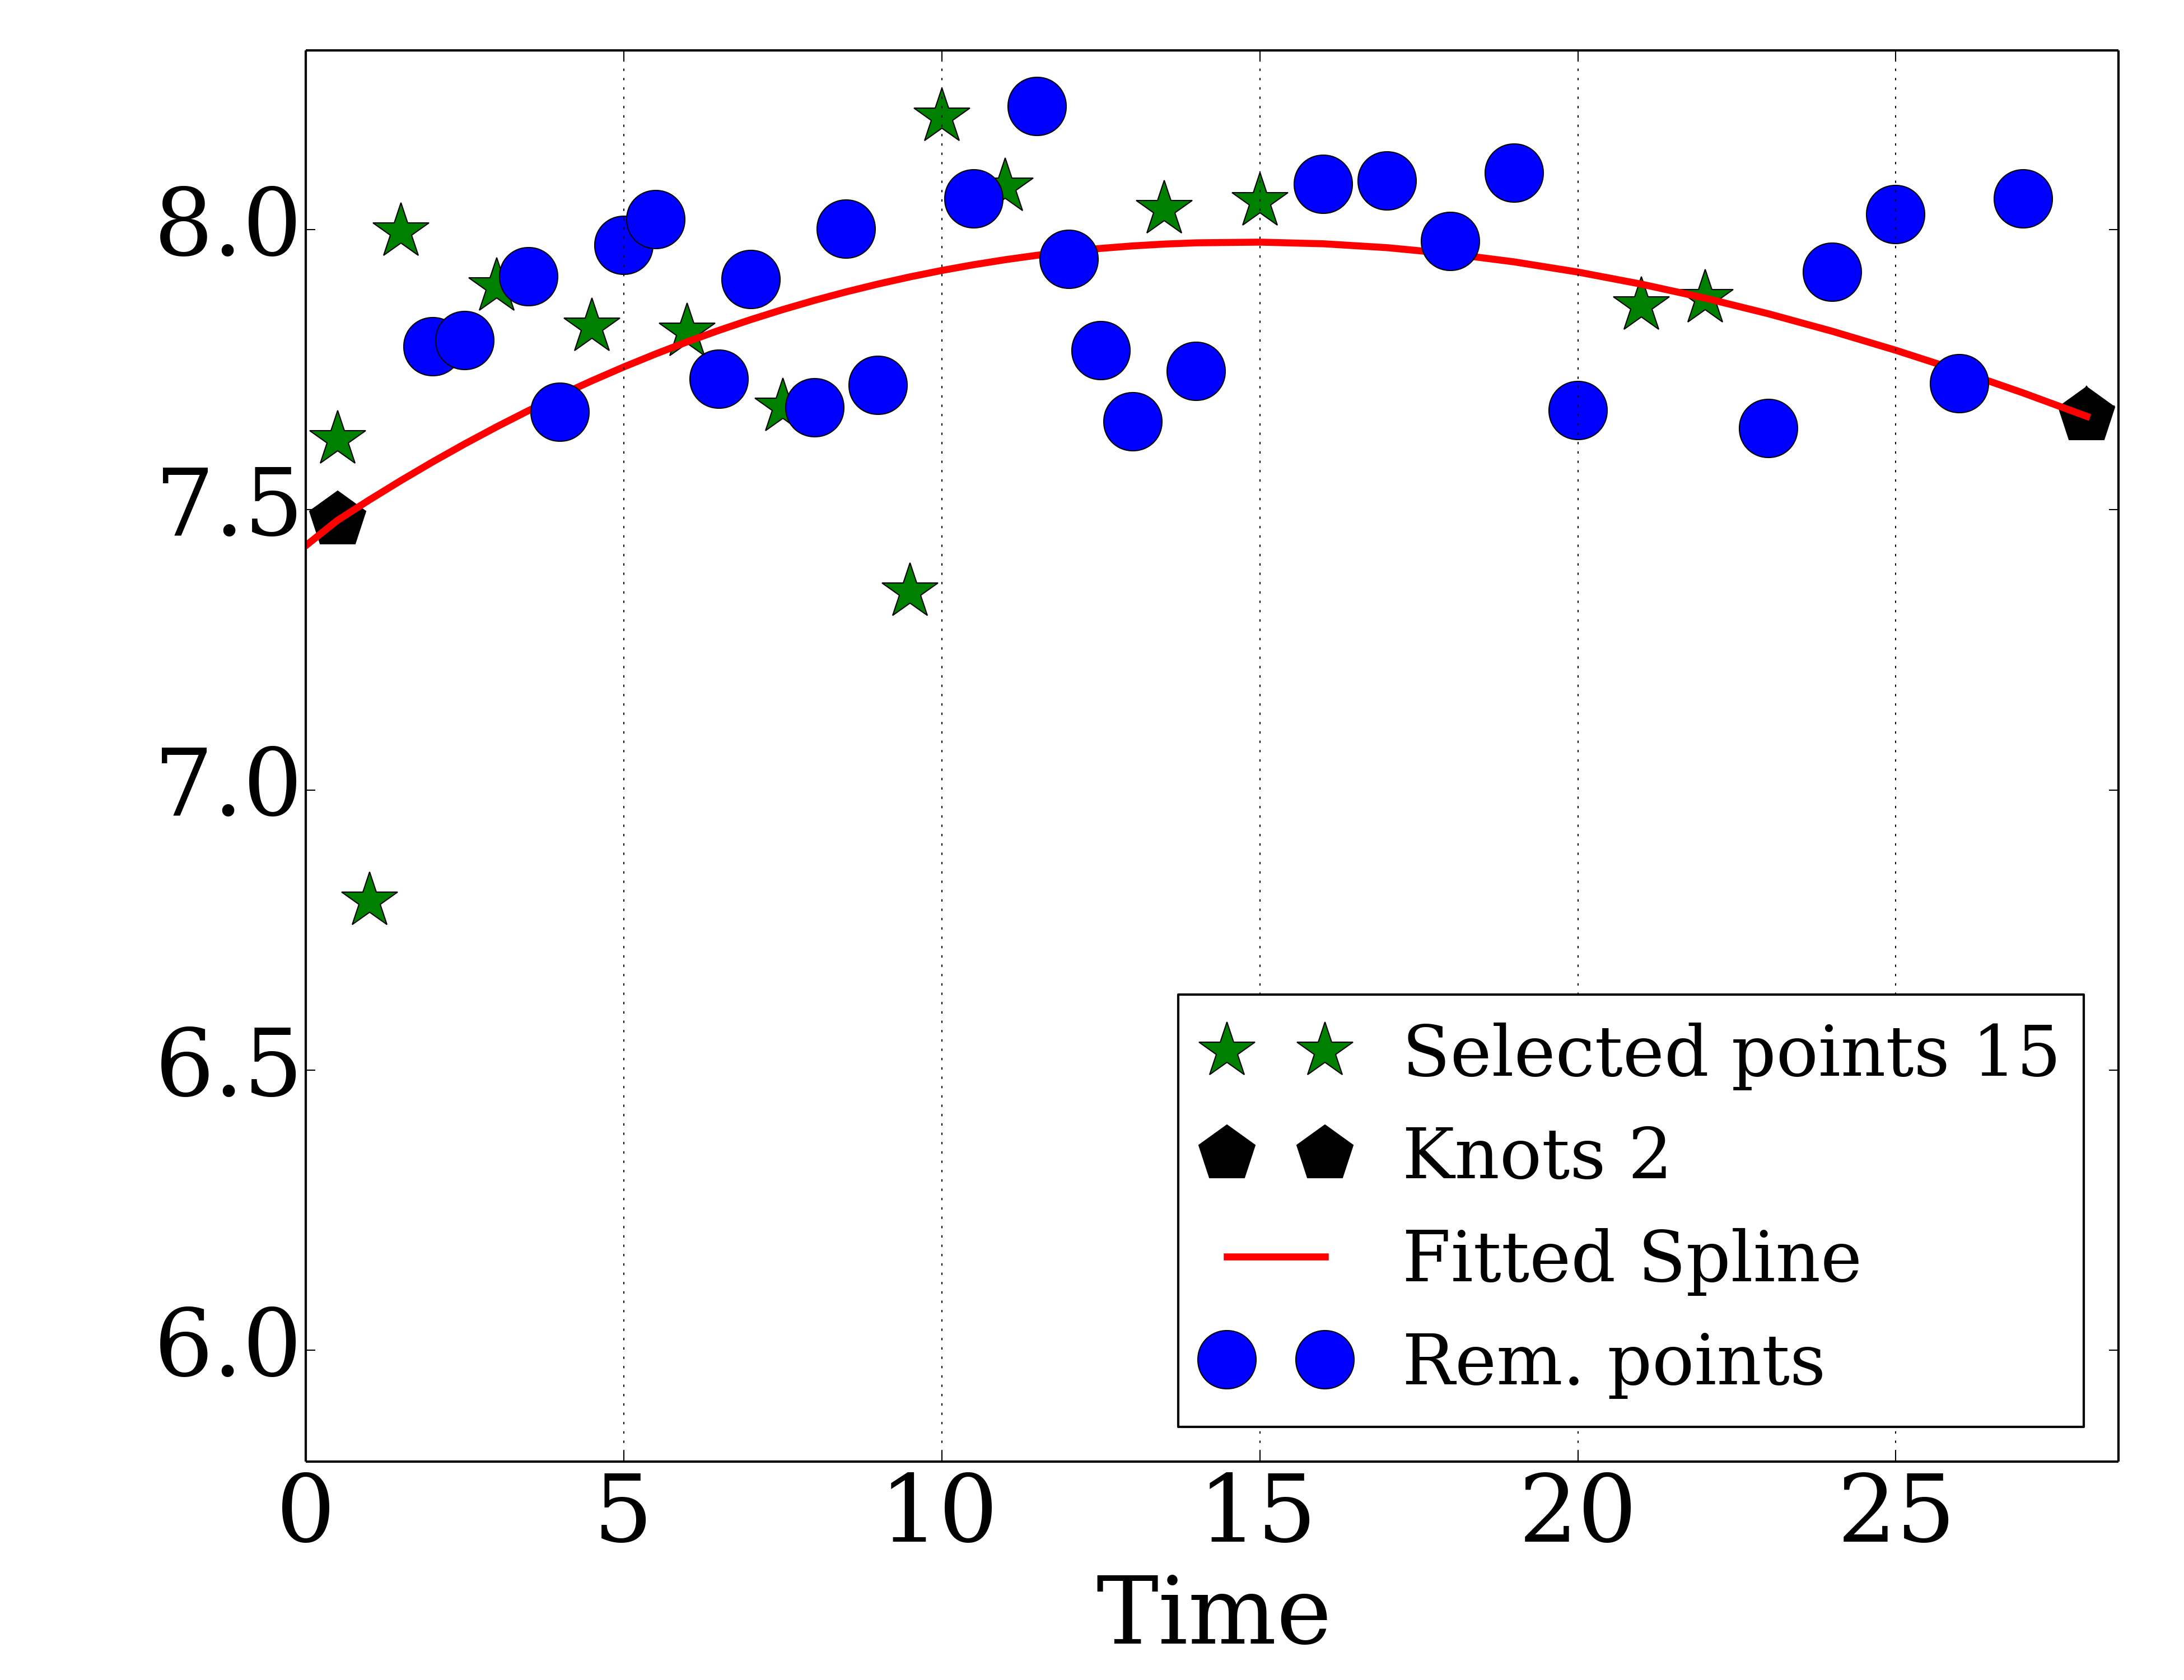 8.0
7.5
7.0
6.5
6.0
Selected points 15
Knots 2
Fitted Spline
Rem. points
0 5 10 15 20 25
Time